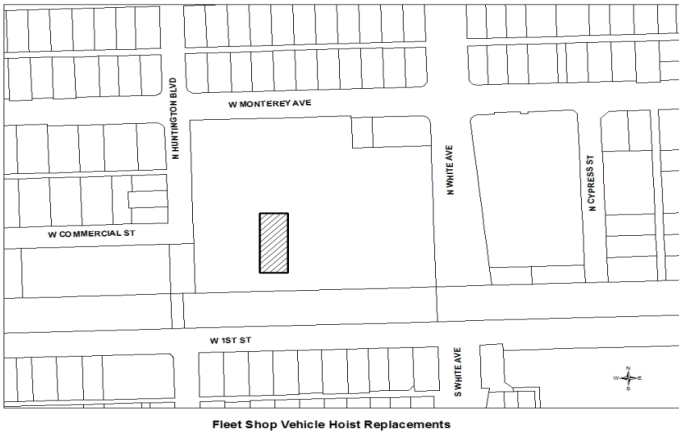 N HUNTINGTON BLVD
W MONTEREY AVE
N WHITE AVE
N CYPRESS ST
W COMMERCIAL ST
W 1ST ST
S WHITE AVE
N
W E
S
Fleet Shop Vehicle Hoist Replacements